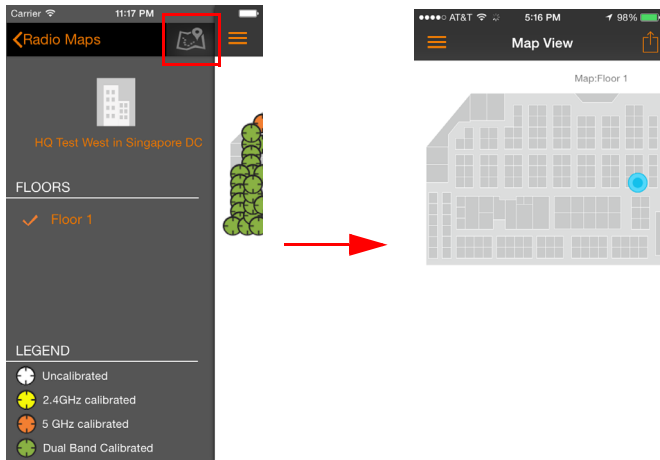 Carrier 11:17 PM
Radio Maps
HQ Test West in Singapore DC
FLOORS
Floor 1
LEGEND
Uncalibrated
2.4GHz calibrated
5 GHz calibrated
Dual Band Calibrated
AT&T 5:16 PM 98%
Map View
Map:Floor 1